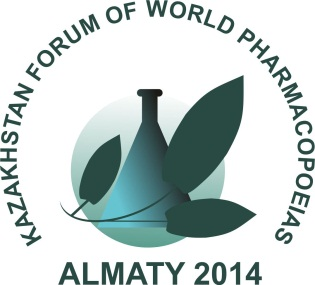 KAZAKHSTAN FORUM OF WORLD PHARMACOPOEIAS
ALMATY 2014